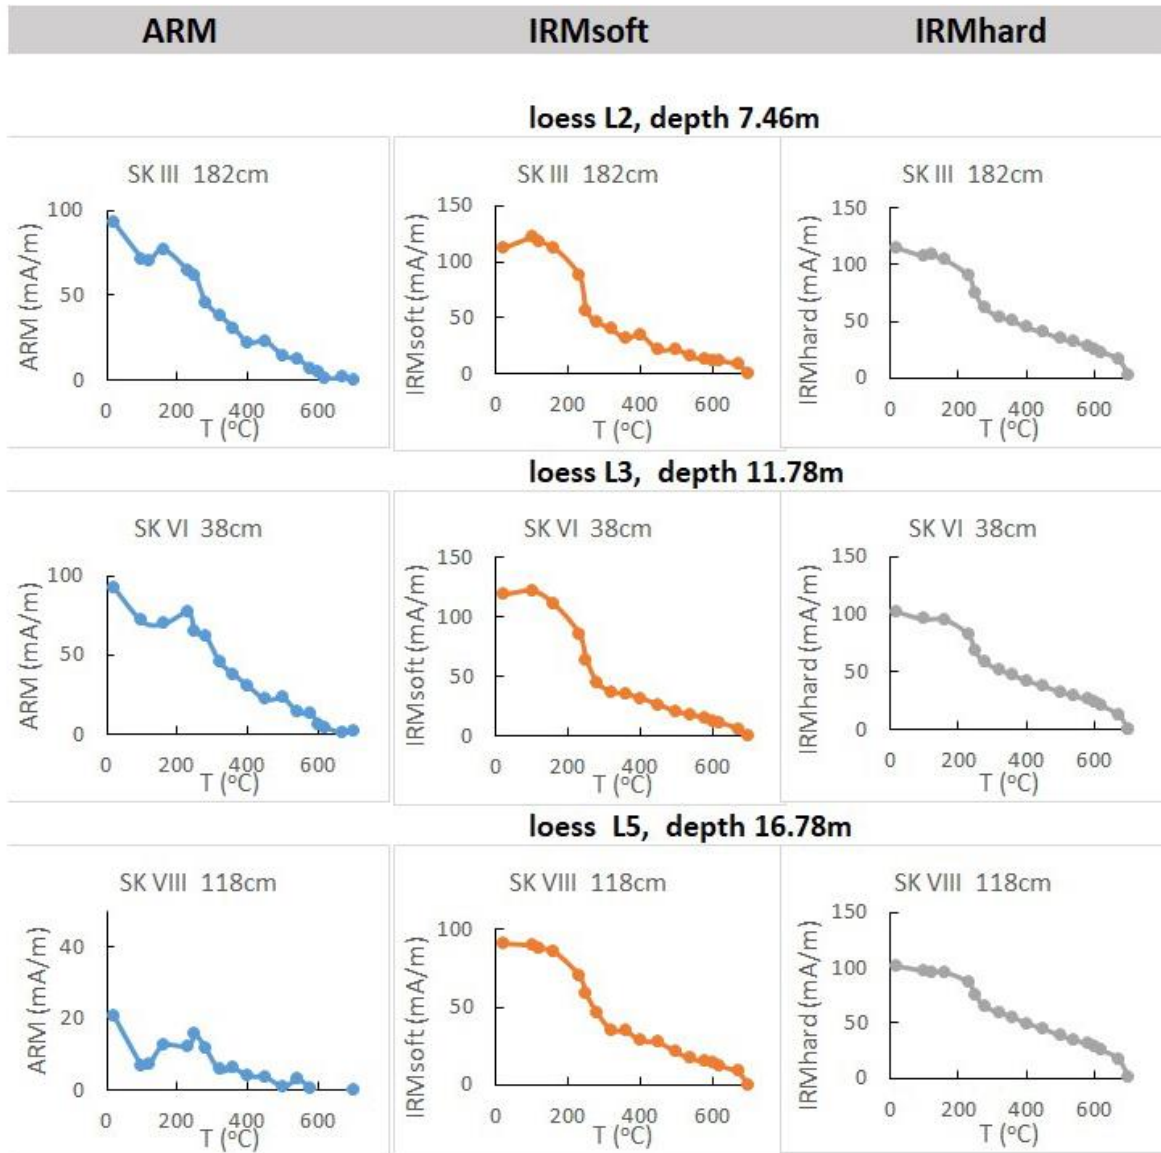 ARM IRMsoft IRMhard
loess L2, depth 7.46m
SK III 182cm
100
50
0
0 200 400 600
ARM (mA/m)
T (°C)
SK III 182cm
150
100
50
0
0 200 400 600
IRMsoft (mA/m)
T (°C)
SK III 182cm
150
100
50
0
0 200 400 600
IRMhard (mA/m)
T (°C)
loess L3, depth 11.78m
SK VI 38cm
100
50
0
0 200 400 600
ARM (mA/m)
T (°C)
SK VI 38cm
150
100
50
0
0 200 400 600
IRMsoft (mA/m)
T (°C)
SK VI 38cm
150
100
50
0
0 200 400 600
IRMhard (mA/m)
T (°C)
loess L5, depth 16.78m
SK VIII 118cm
40
20
0
0 200 400 600
ARM (mA/m)
T (°C)
SK VIII 118cm
100
50
0
0 200 400 600
IRMsoft (mA/m)
T (°C)
SK VIII 118cm
150
100
50
0
0 200 400 600
IRMhard (mA/m)
T (°C)